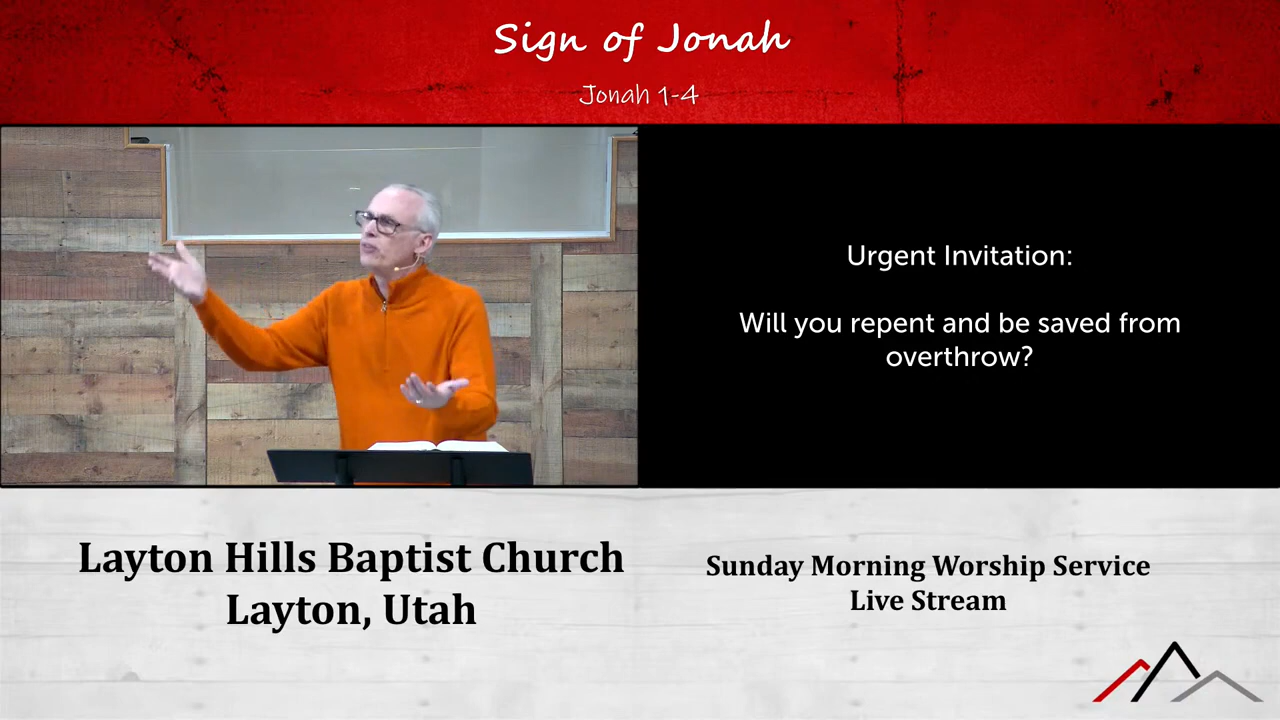 Sign of Jonah
Jonah 1-4
Urgent Invitation:
Will you repent and be saved from
overthrow?
Layton Hills Baptist Church
Layton, Utah
Sunday Morning Worship Service
Live Stream